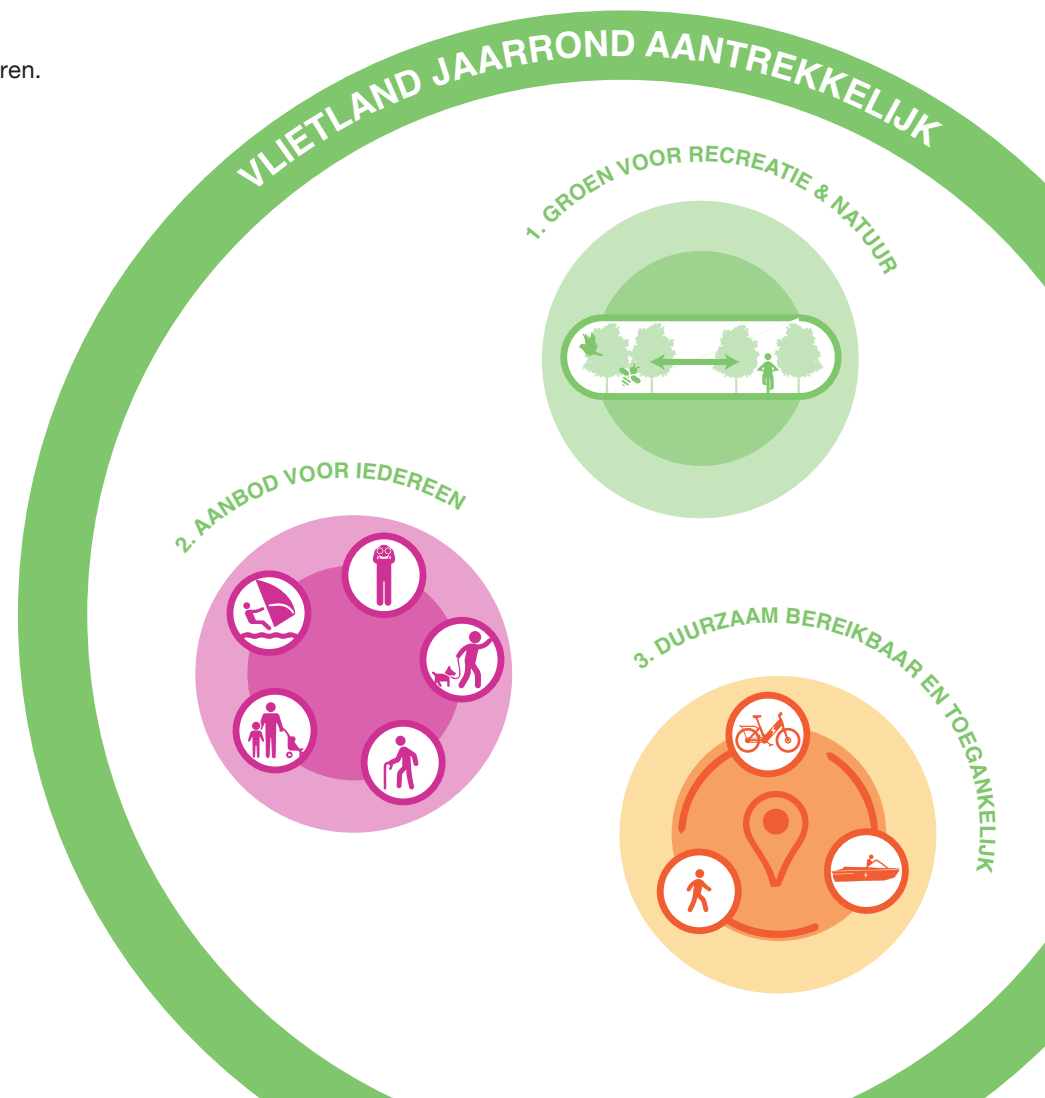 ren.
VLIETLAND JAARROND AANTREKKELIJK
1. GROEN VOOR RECREATIE & NATUUR
2. AANBOD VOOR IEDEREEN
3. DUURZAAM BEREIKBAAR EN TOEGANKELIJK